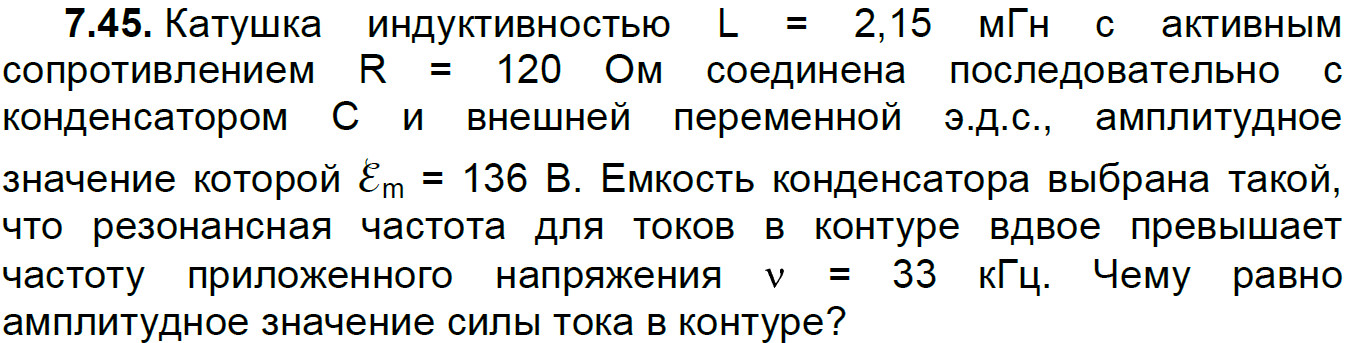 7.45. Катушка индуктивностью L = 2,15 мГн с активным
сопротивлением R = 120 Ом соединена последовательно с
конденсатором С и внешней переменной э.д.с., амплитудное
значение которой ℰm = 136 В. Емкость конденсатора выбрана такой,
что резонансная частота для токов в контуре вдвое превышает
частоту приложенного напряжения ν = 33 кГц. Чему равно
амплитудное значение силы тока в контуре?